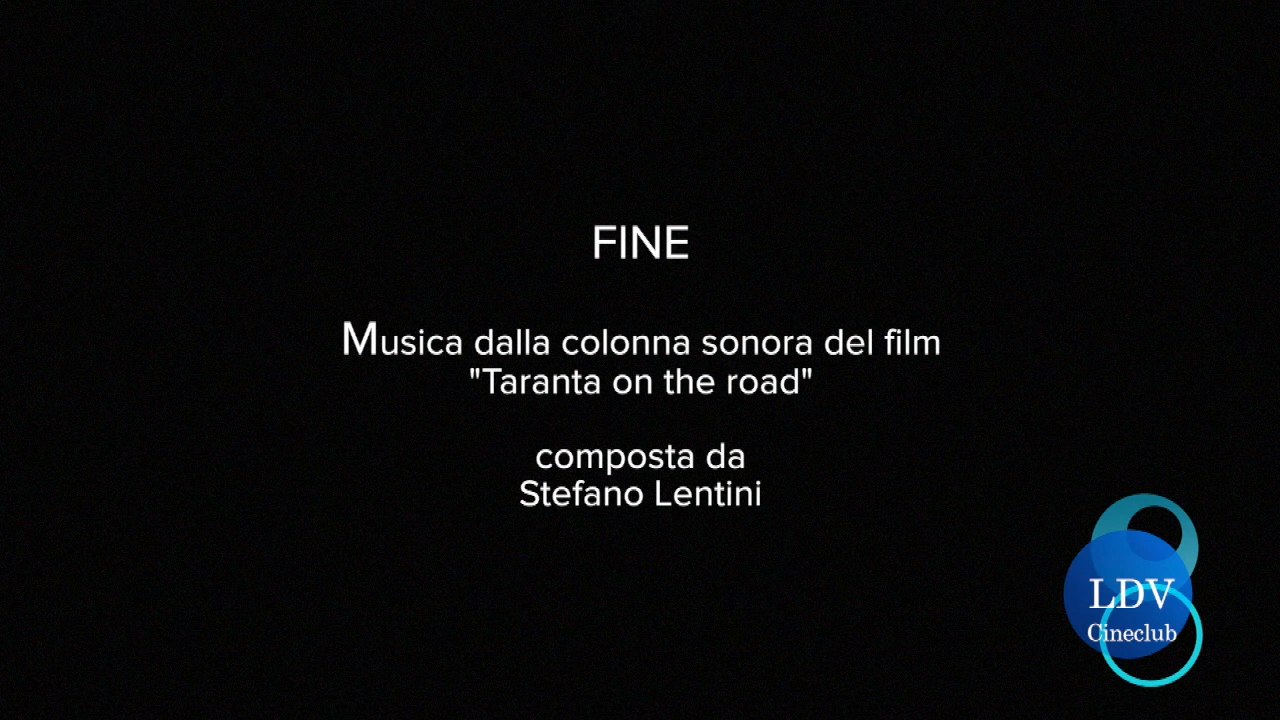 FINE
Musica dalla colonna sonora del film
"Taranta on the road"
composta da
Stefano Lentini
LDV
Cineclub